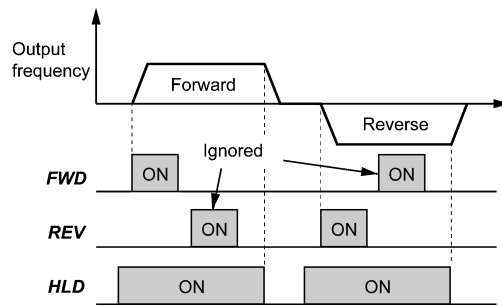 Output
frequency
Forward
Reverse
Ignored
FWD
ON
ON
REV
ON
ON
HLD
ON
ON